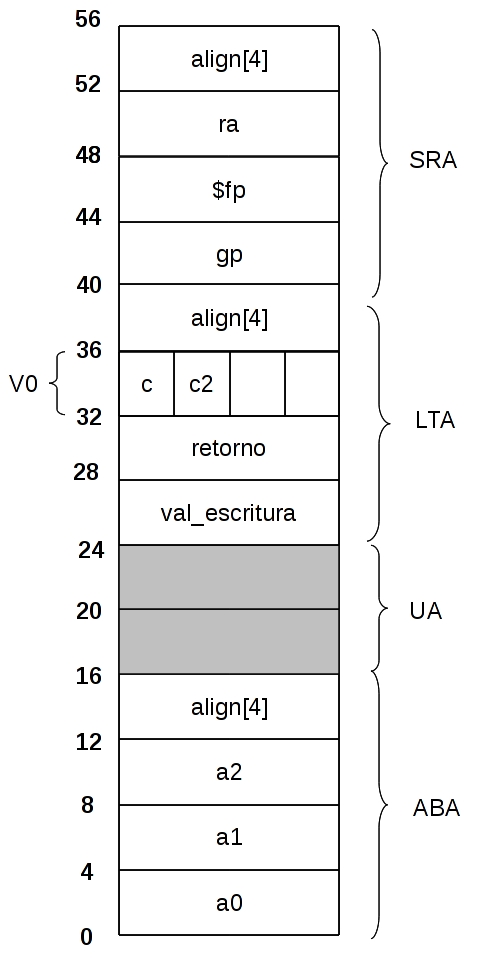 56
align[4]
52
ra
SRA
48
$fp
44
gp
40
align[4]
36
V0
c
c2
LTA
32
retorno
28
val_escritura
24
20
UA
16
align[4]
12
a2
8
ABA
a1
4
a0
0